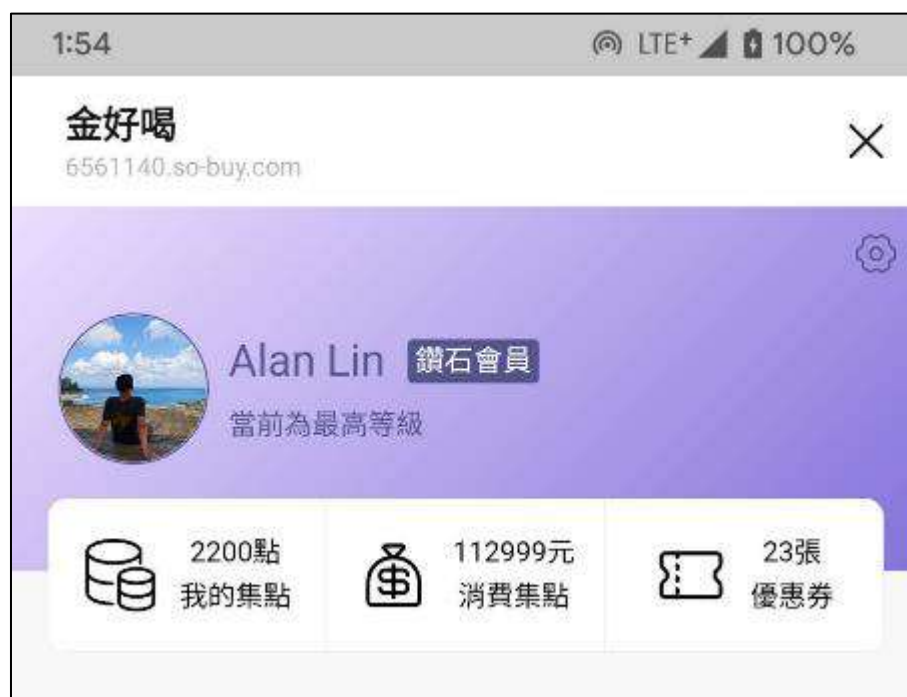 1:54 LTE+ 100%
金好喝
6561140.so-buy.com
Alan Lin 鑽石會員
當前為最高等級
2200點 112999元 23張
我的集點 消費集點 優惠券